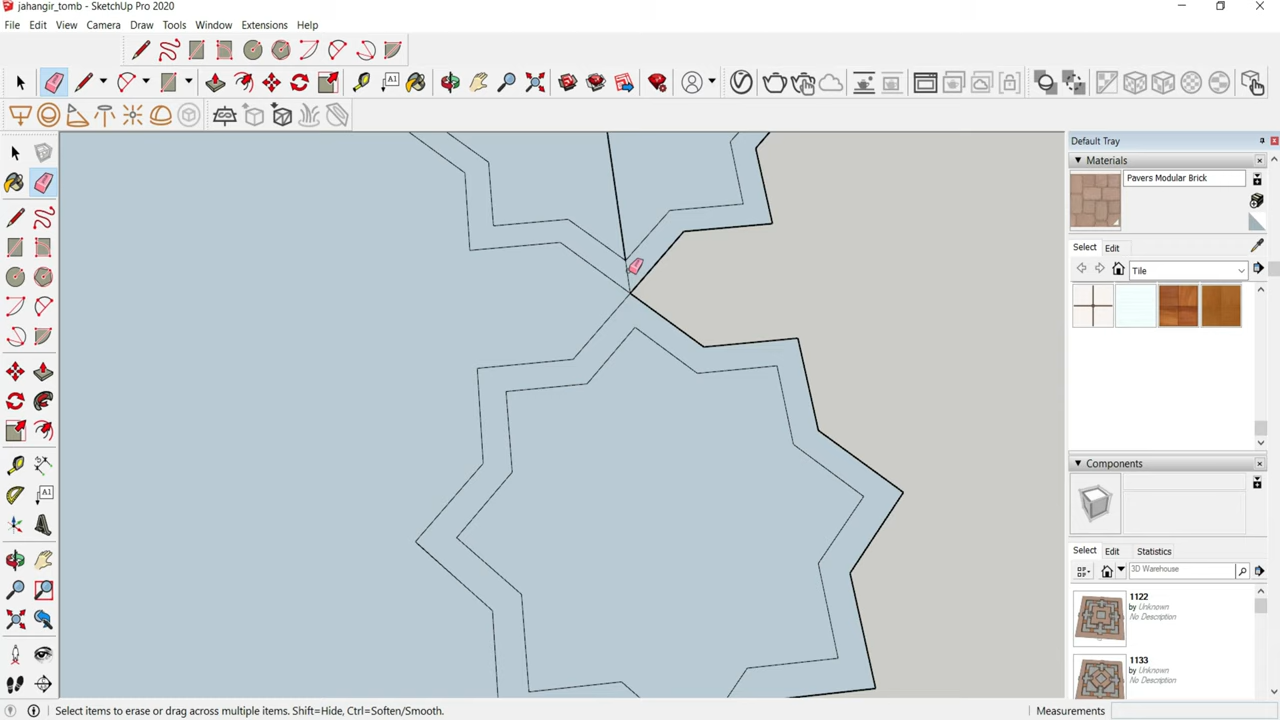 jahangir_tomb - SketchUp Pro 2020
File Edit View Camera Draw Tools Window Extensions Help
A1
Default Tray
Materials
Pavers Modular Brick
Select Edit
Tile
Components
A1
Select Edit Statistics
3D Warehouse
1122
by Unknown
No Description
1133
by Unknown
No Description
Select items to erase or drag across multiple items. Shift=Hide, Ctrl=Soften/Smooth.
Measurements